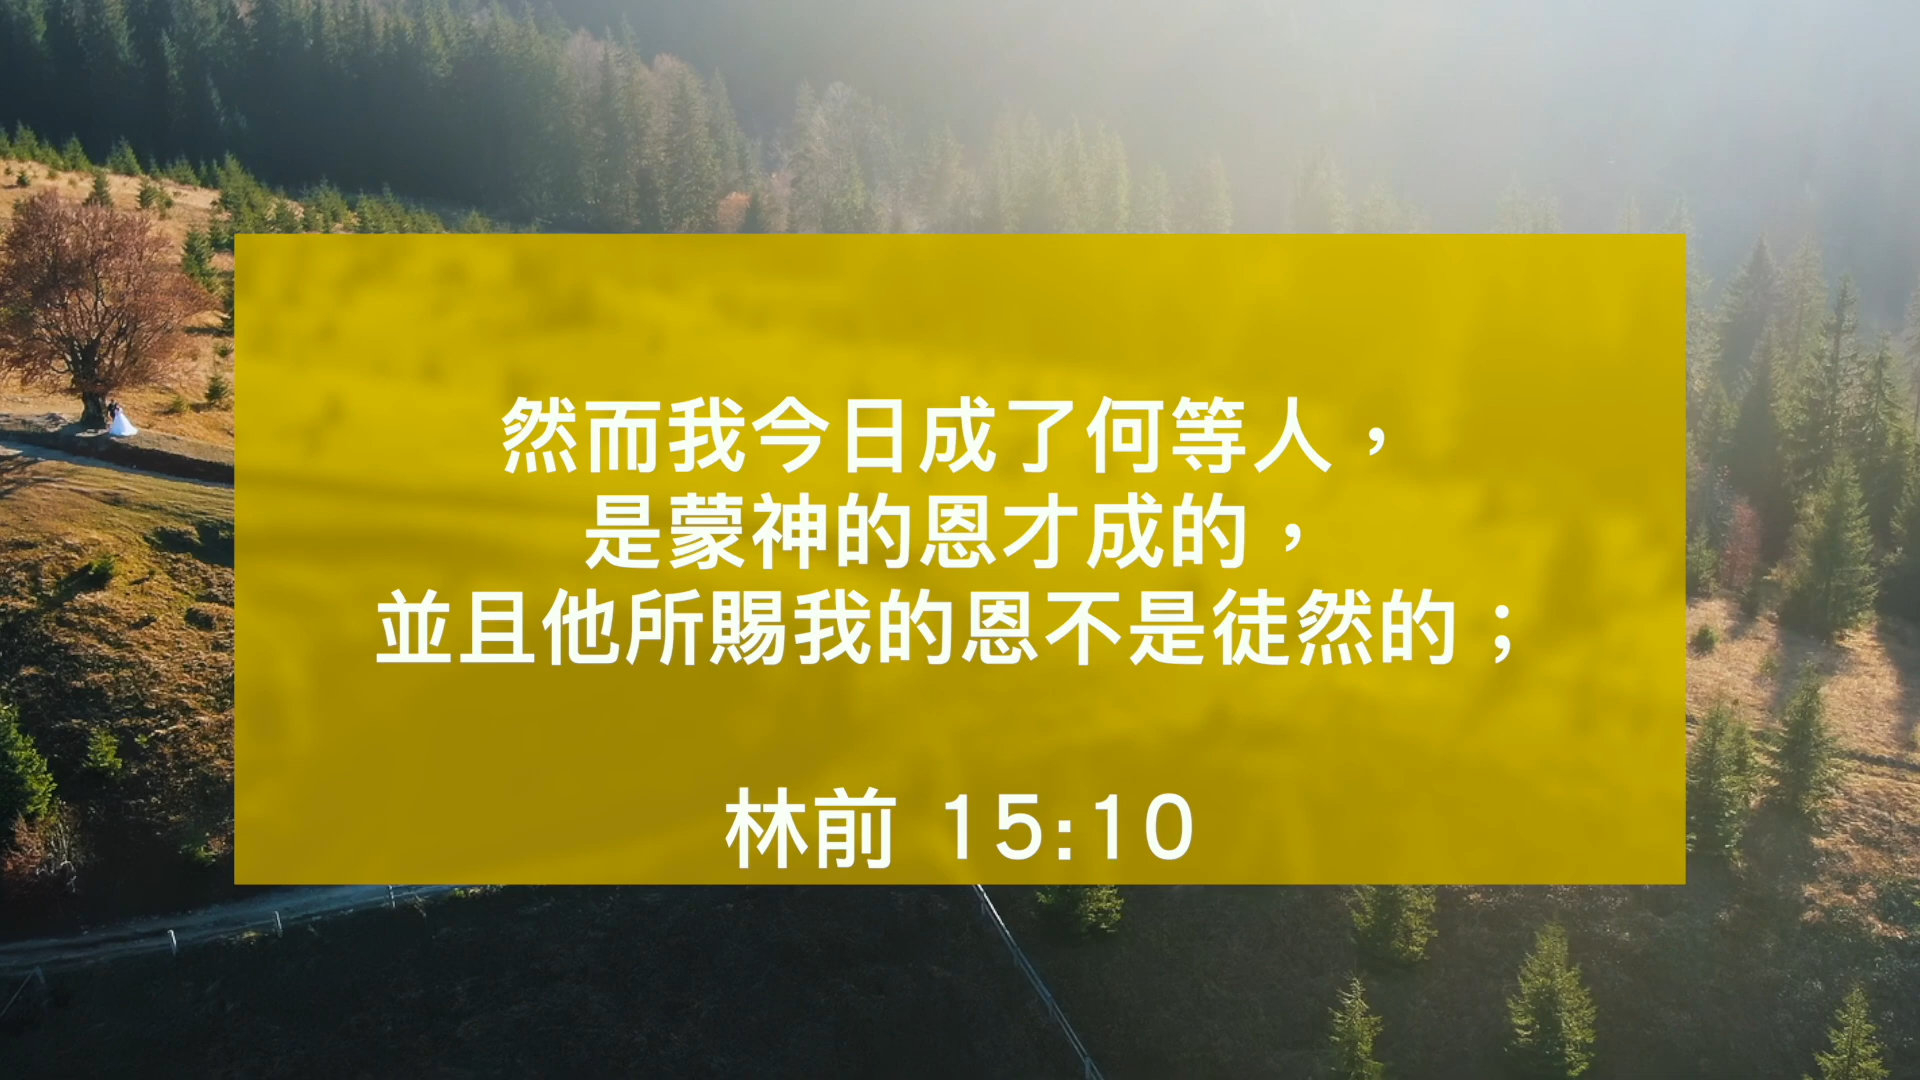 然而我今日成了何等人，
是蒙神的恩才成的，
並且他所賜我的恩不是徒然的；
林前 15:10